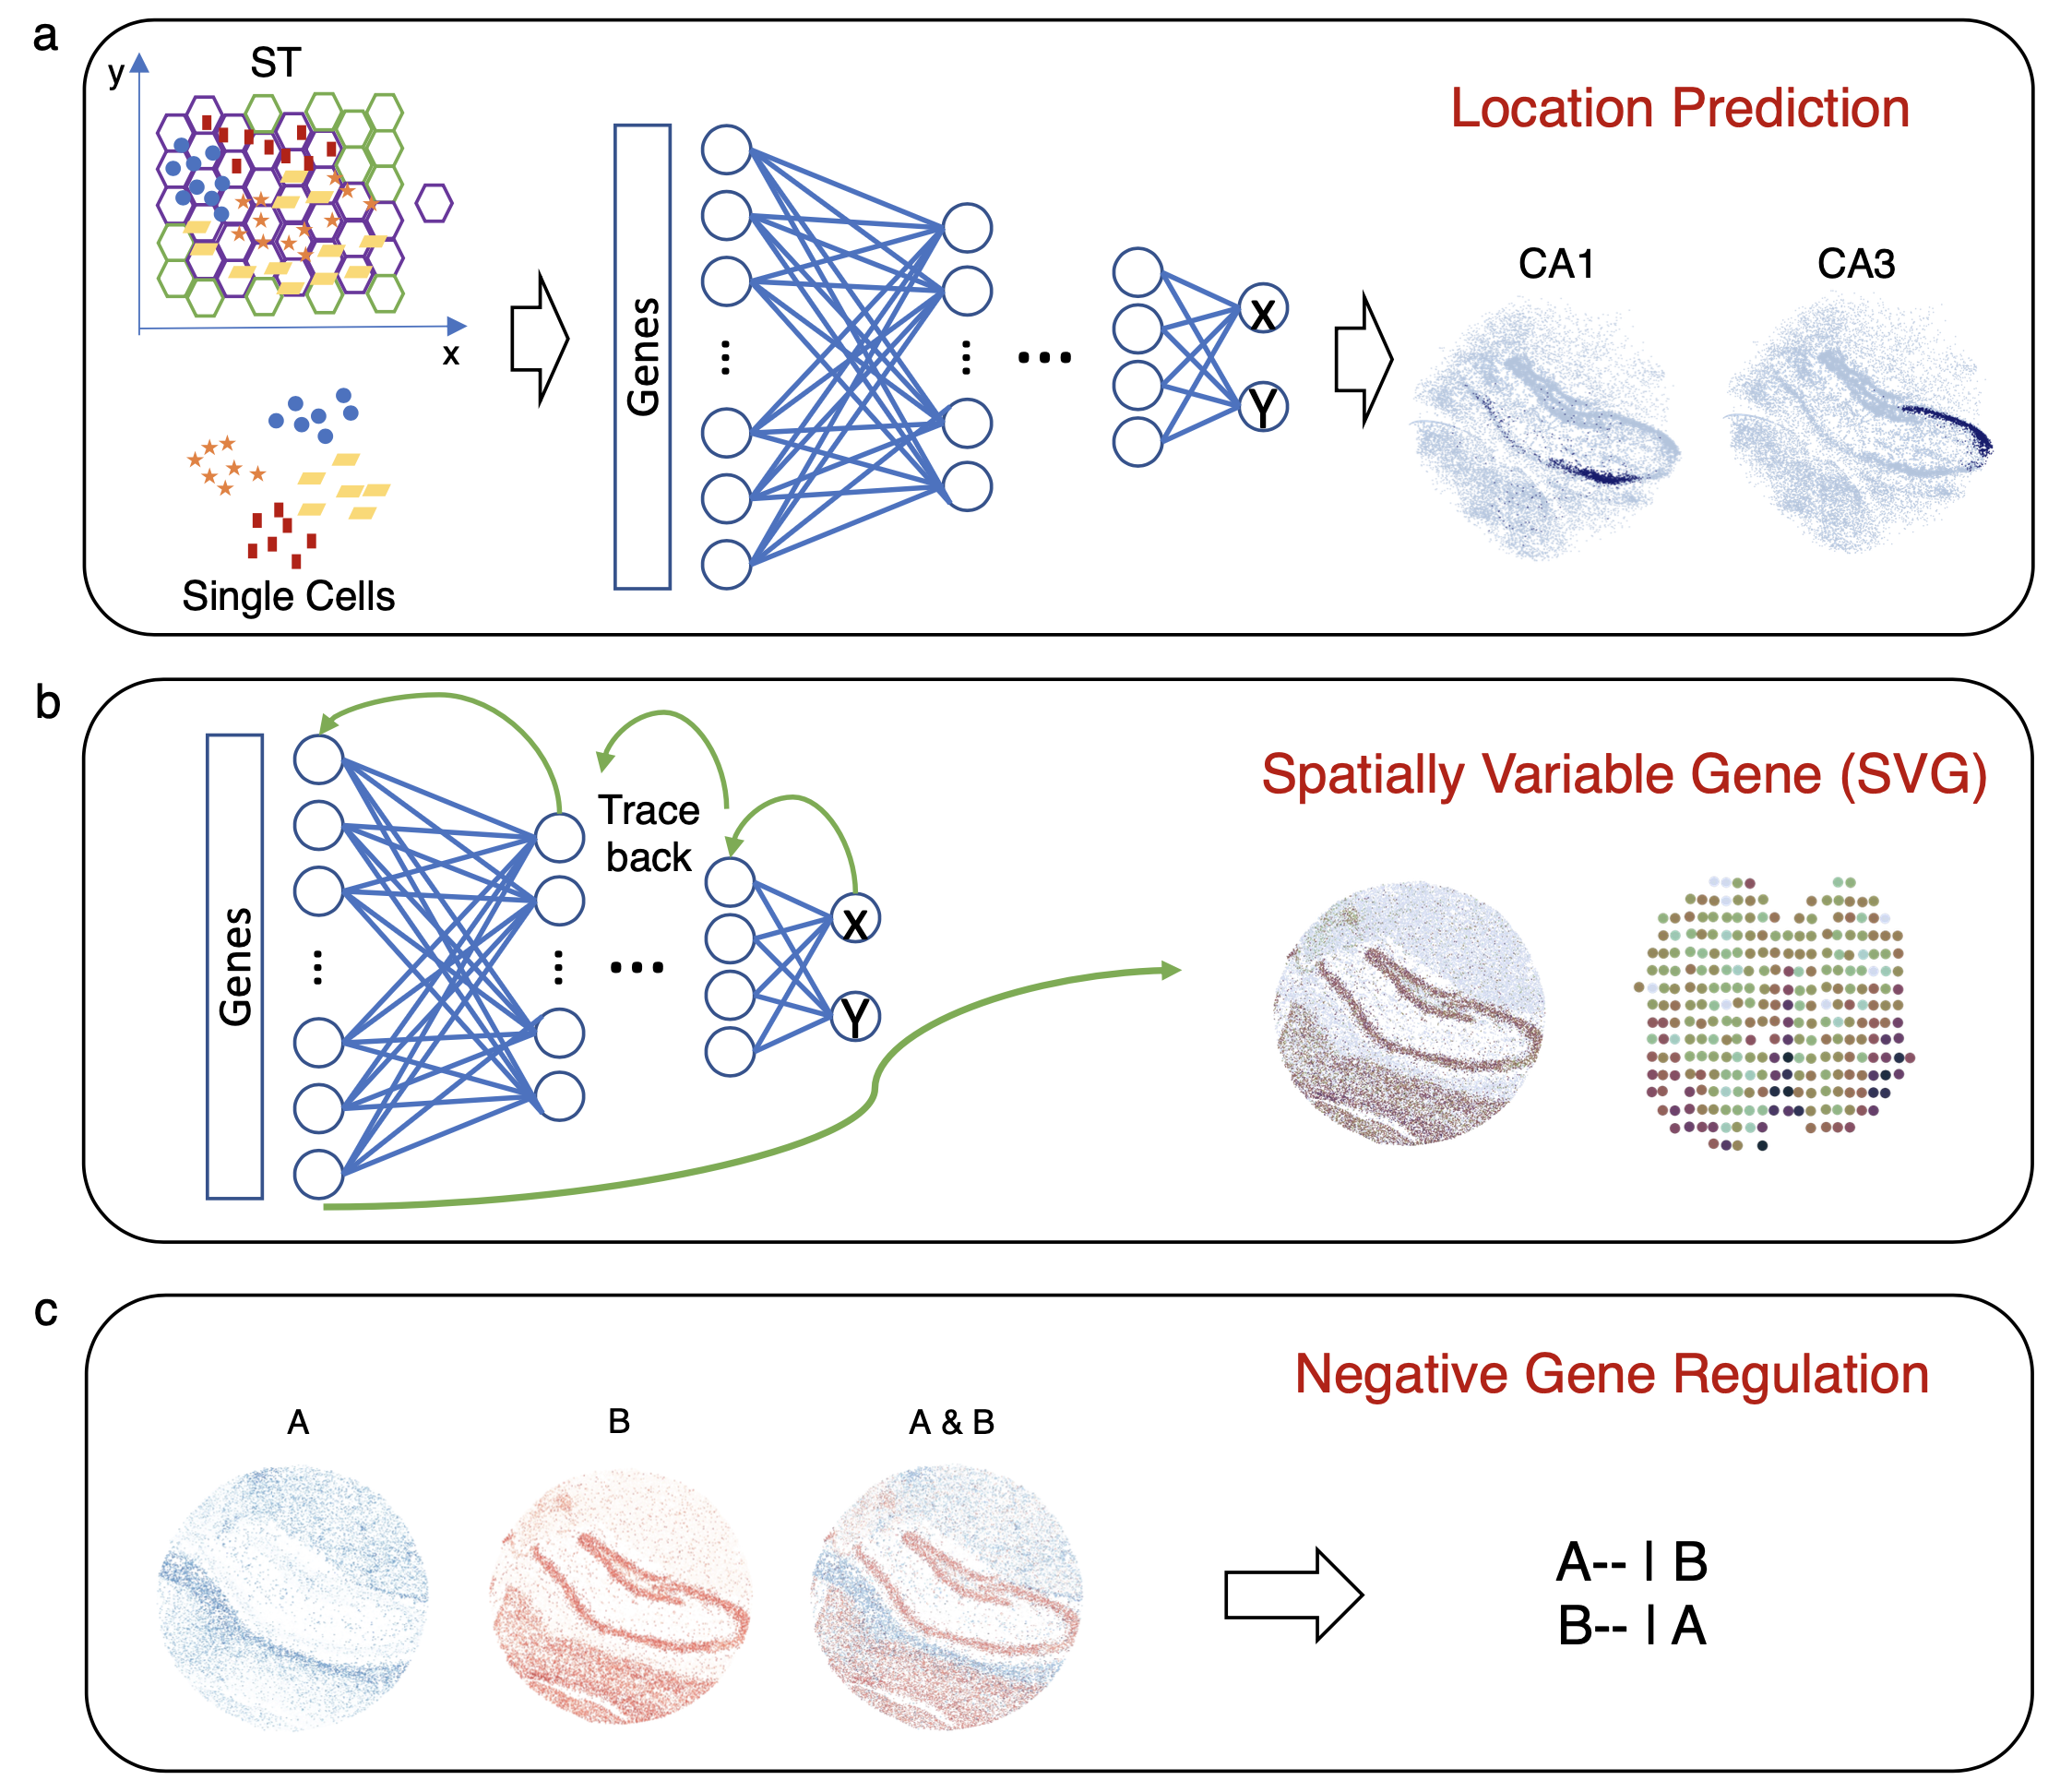 a
y
ST
x
Single Cells
Genes
X
Y
Location Prediction
CA1
CA3
b
Genes
Trace
back
X
Y
Spatially Variable Gene (SVG)
c
A
B
A & B
Negative Gene Regulation
A-- | B
B-- | A